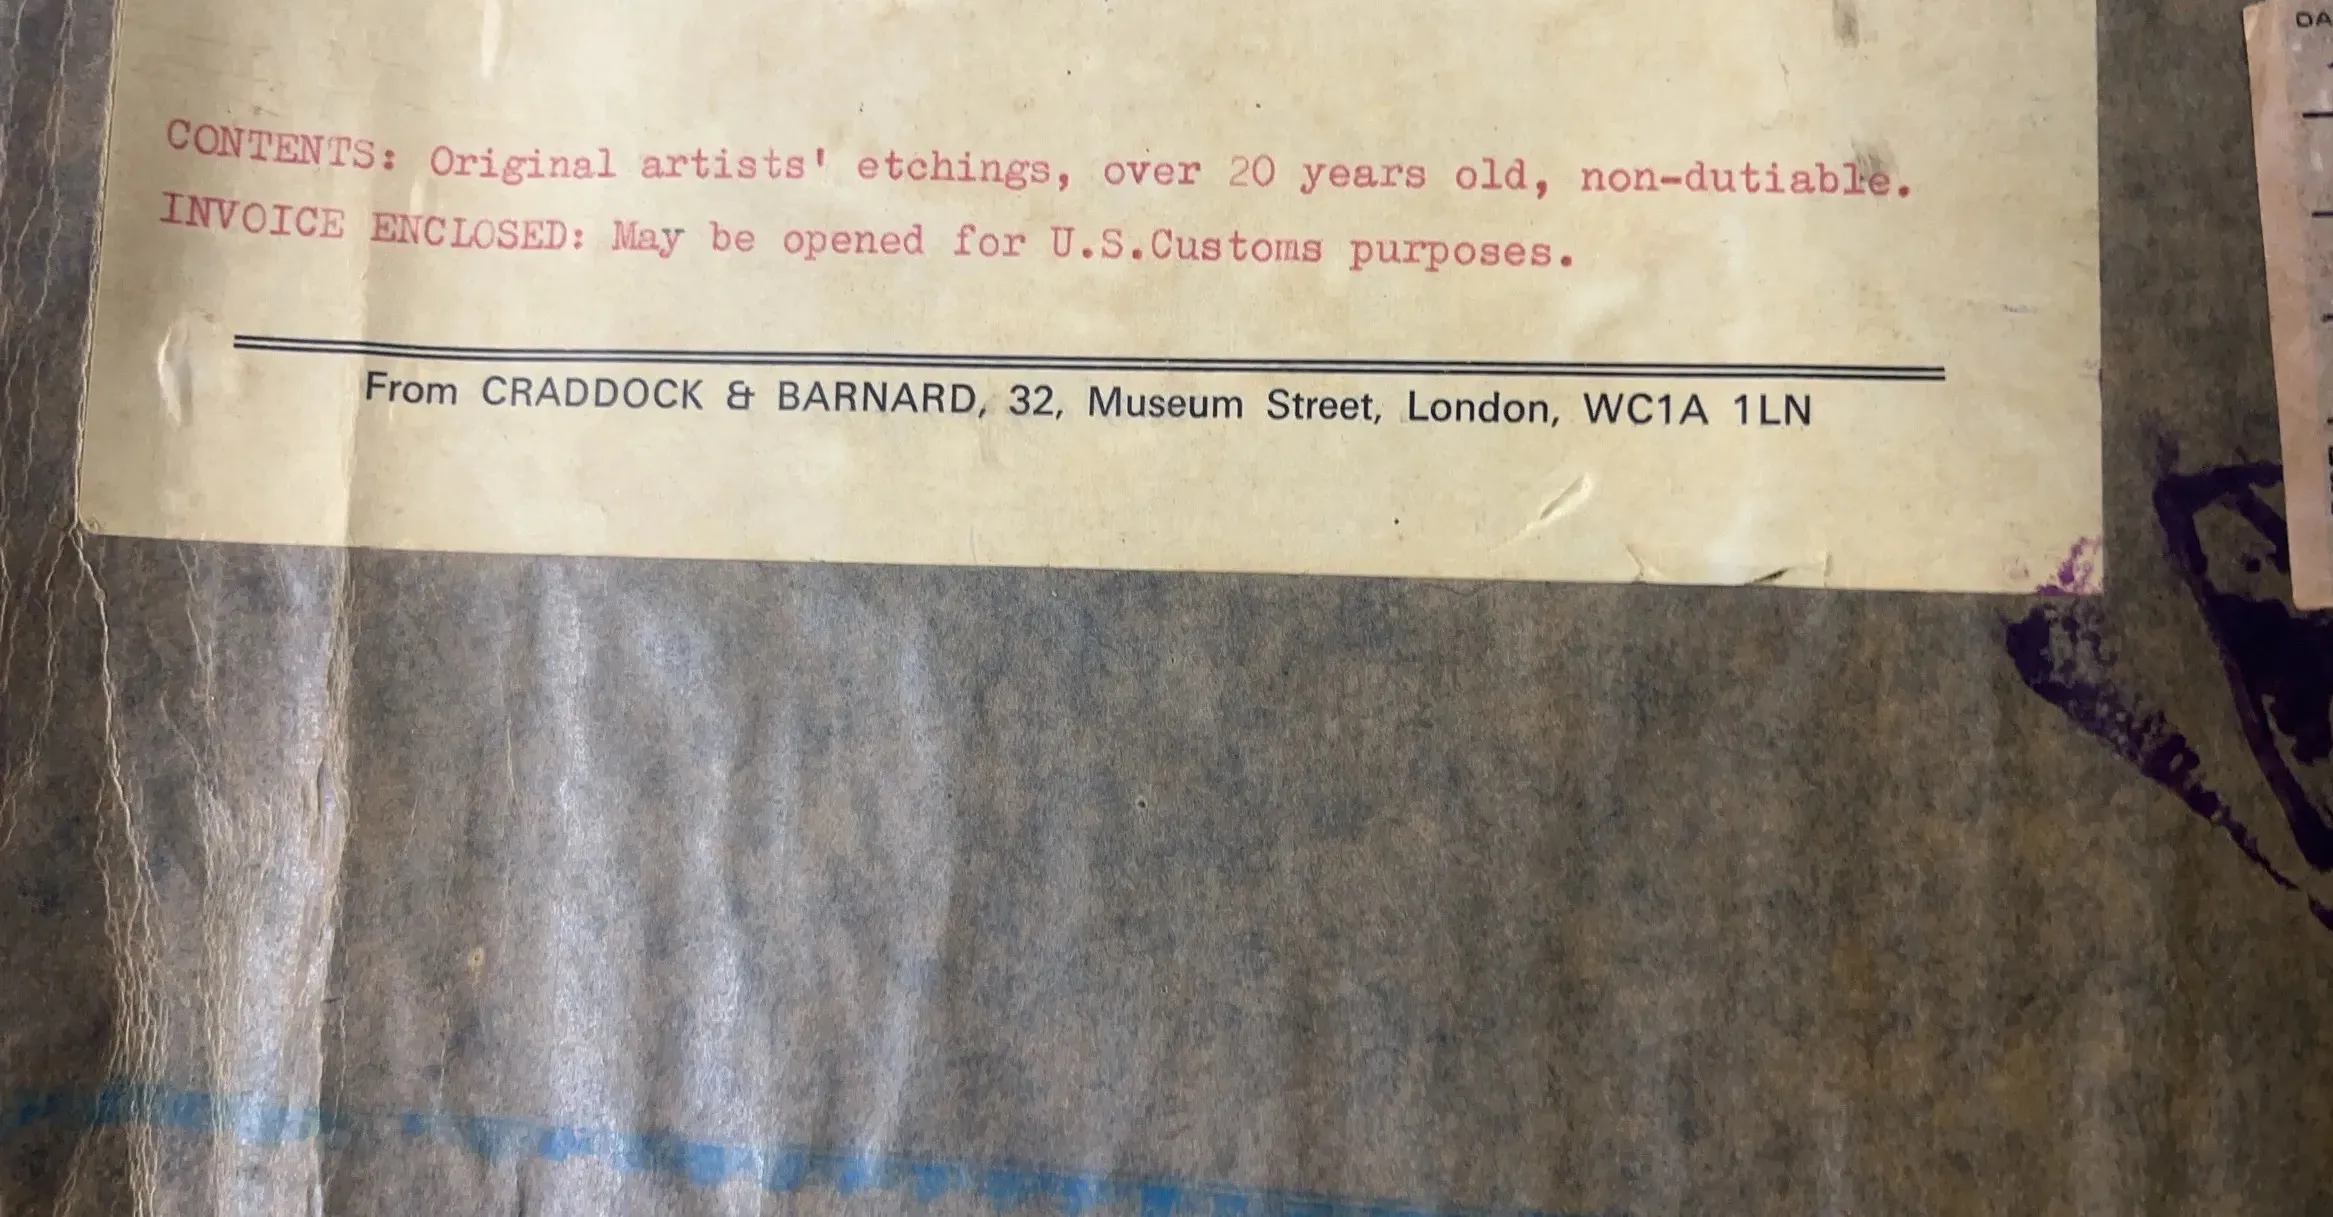 DA
CONTENTS: Original artists' etchings, over 20 years old, non-dutiable.
INVOICE ENCLOSED: May be opened for U.S.Customs purposes.
From CRADDOCK & BARNARD, 32, Museum Street, London, WC1A 1LN